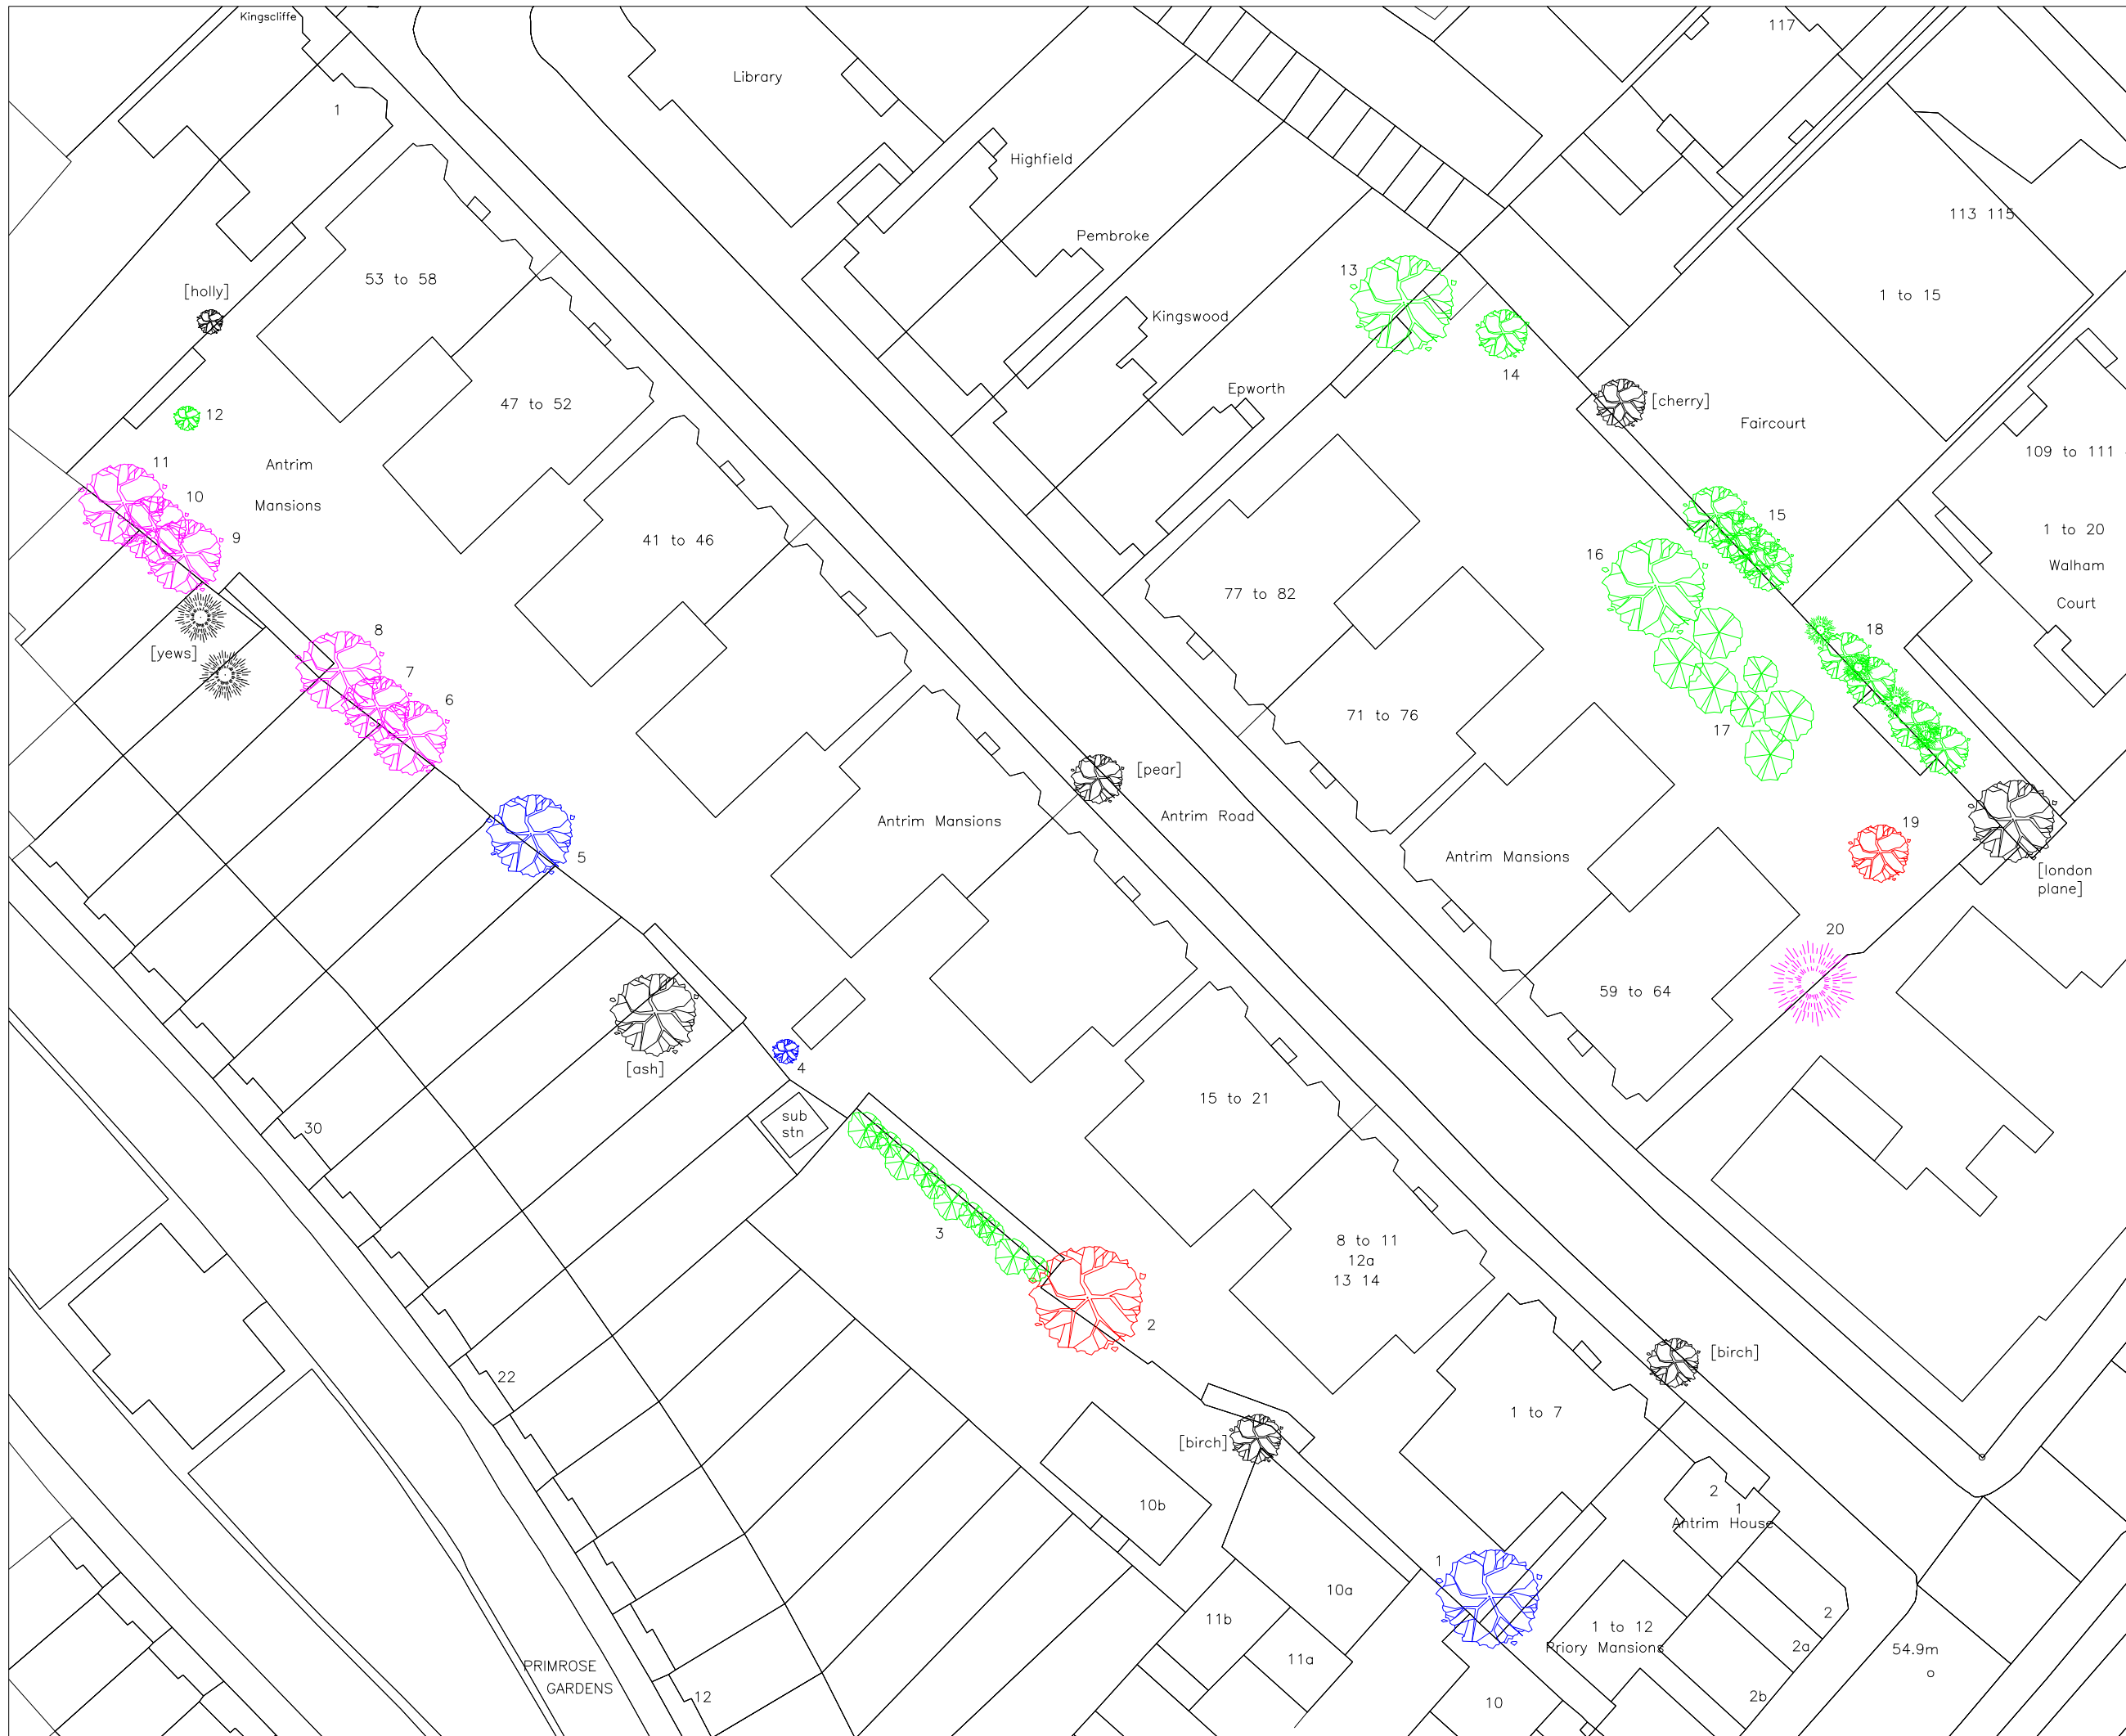 Kingscliffe
117
Library
1
Highfield
113 115
Pembroke
13
53 to 58
[holly]
1 to 15
Kingswood
14
Epworth
[cherry]
47 to 52
12
Faircourt
109 to 111
11
Antrim
10
Mansions
15
9
41 to 46
1 to 20
16
Walham
77 to 82
Court
8
18
[yews]
7
6
71 to 76
17
[pear]
Antrim Road
Antrim Mansions
19
5
Antrim Mansions
[london
plane]
20
59 to 64
[ash]
4
15 to 21
sub
stn
30
3
8 to 11
12a
13 14
2
[birch]
22
1 to 7
[birch]
2
10b
1
Antrim House
1
10a
11b
2
1 to 12
Priory Mansions
2a
54.9m
11a
PRIMROSE
GARDENS
12
10
2b